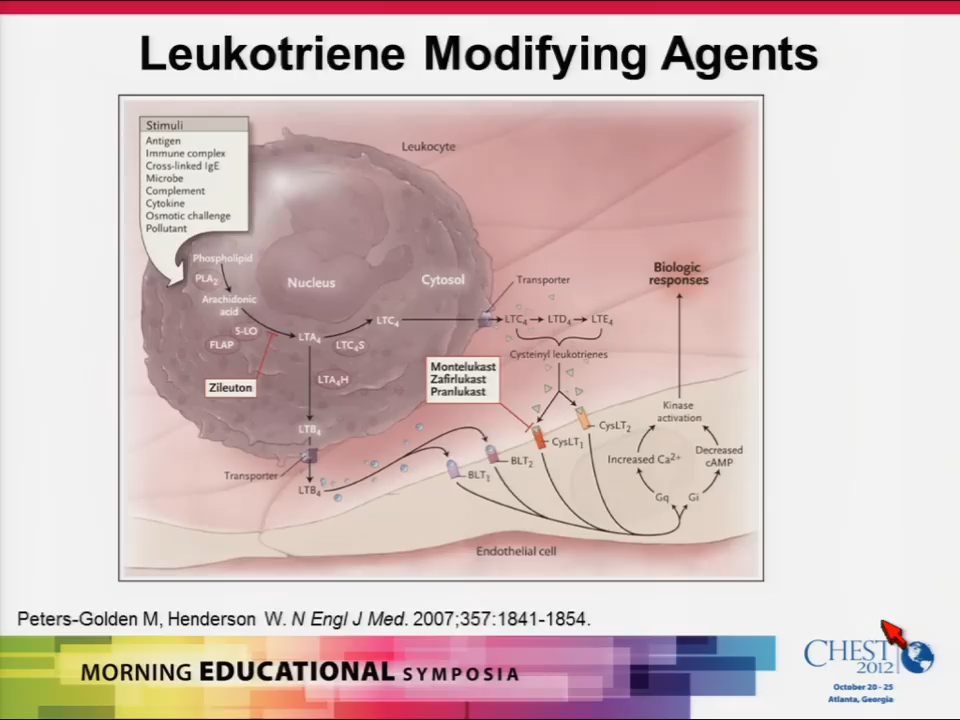 Leukotriene Modifying Agents
Stimuli
Antigen
Immune complex
Cross-linked IgE
Microbe
Complement
Cytokine
Osmotic challenge
Pollutant
Leukocyte
Phospholipid
PLA₂
Arachidonic
acid
5-LO
FLAP
Nucleus
Cytosol
LTA₄
LTC₄
LTC₄S
Zileuton
LTA₄H
LTB₄
Transporter
LTB₄
Transporter
LTC₄
LTD₄
LTE₄
Cysteinyl leukotrienes
Montelukast
Zafirlukast
Pranlukast
CysLT₁
CysLT₂
BLT₁
BLT₂
Biologic
responses
Kinase
activation
Increased Ca²⁺
Decreased
cAMP
Gq
Gi
Endothelial cell
Peters-Golden M, Henderson W. N Engl J Med. 2007;357:1841-1854.
MORNING EDUCATIONAL SYMPOSIA
CHEST
2012
October 20 - 25
Atlanta, Georgia